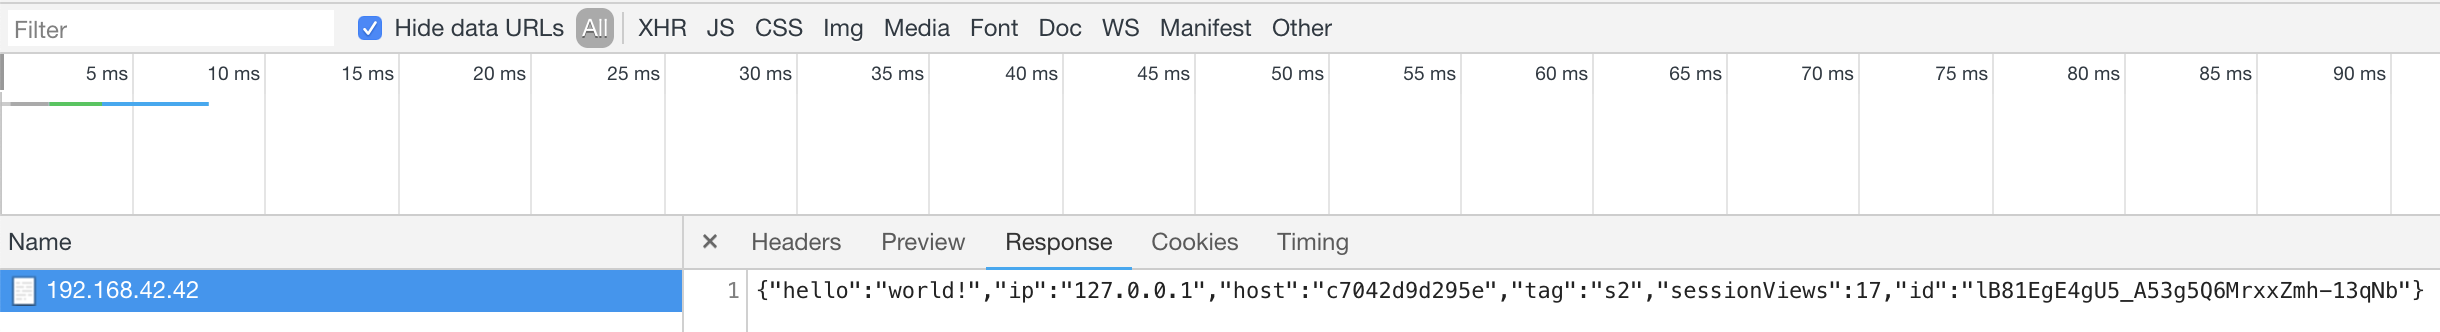 Filter Hide data URLs All XHR JS CSS Img Media Font Doc WS Manifest Other
5 ms 10 ms 15 ms 20 ms 25 ms 30 ms 35 ms 40 ms 45 ms 50 ms 55 ms 60 ms 65 ms 70 ms 75 ms 80 ms 85 ms 90 ms
Name × Headers Preview Response Cookies Timing
192.168.42.42 1 {"hello":"world!","ip":"127.0.0.1","host":"c7042d9d295e","tag":"s2","sessionViews":17,"id":"lB81EgE4gU5_A53g5Q6MrxxZmh-13qNb"}